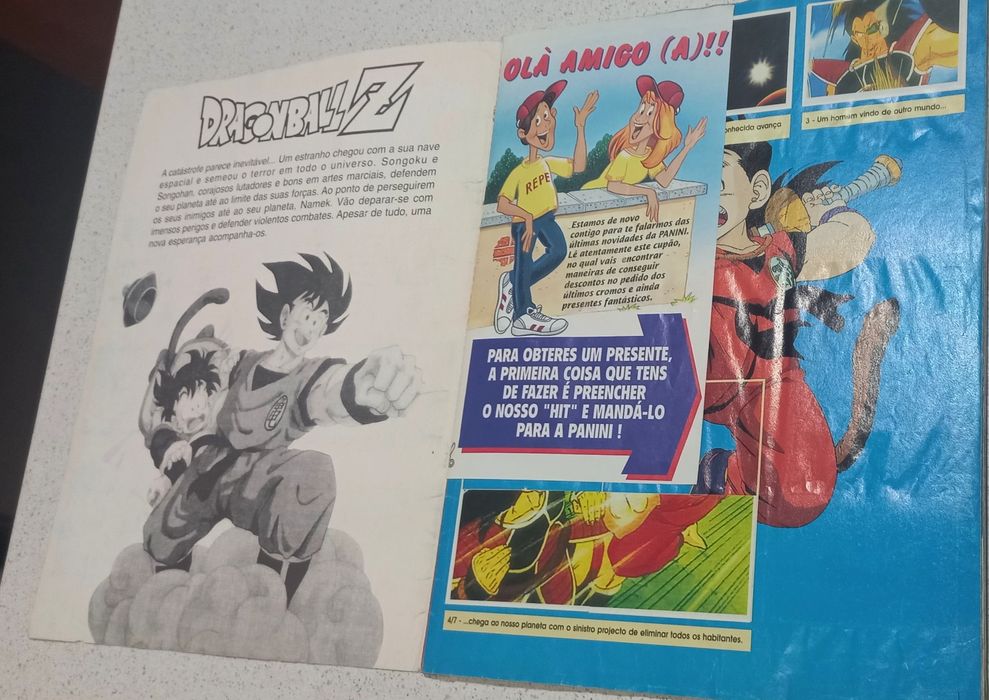 DRAGONBALL Z
A catástrofe parece inevitável... Um estranho chegou com a sua nave
espacial e semeou o terror em todo o universo. Songoku e
Songohan, corajosos lutadores e bons em artes marciais, defendem
o seu planeta até ao limite das suas forças. Ao ponto de perseguirem
os seus inimigos até ao seu planeta, Namek. Vão deparar-se com
imensos perigos e defender violentos combates. Apesar de tudo, uma
nova esperança acompanha-os.
OLÀ AMIGO (A)!!
REPE
Estamos de novo
contigo para te falarmos das
últimas novidades da PANINI.
Lê atentamente este cupão,
no qual vais encontrar
maneiras de conseguir
descontos no pedido dos
últimos cromos e ainda
presentes fantásticos.
PARA OBTERES UM PRESENTE,
A PRIMEIRA COISA QUE TENS
DE FAZER É PREENCHER
O NOSSO "HIT" E MANDÁ-LO
PARA A PANINI !
avança
3 - Um homem vindo de outro mundo...
4/7 - ...chega ao nosso planeta com o sinistro projecto de eliminar todos os habitantes.